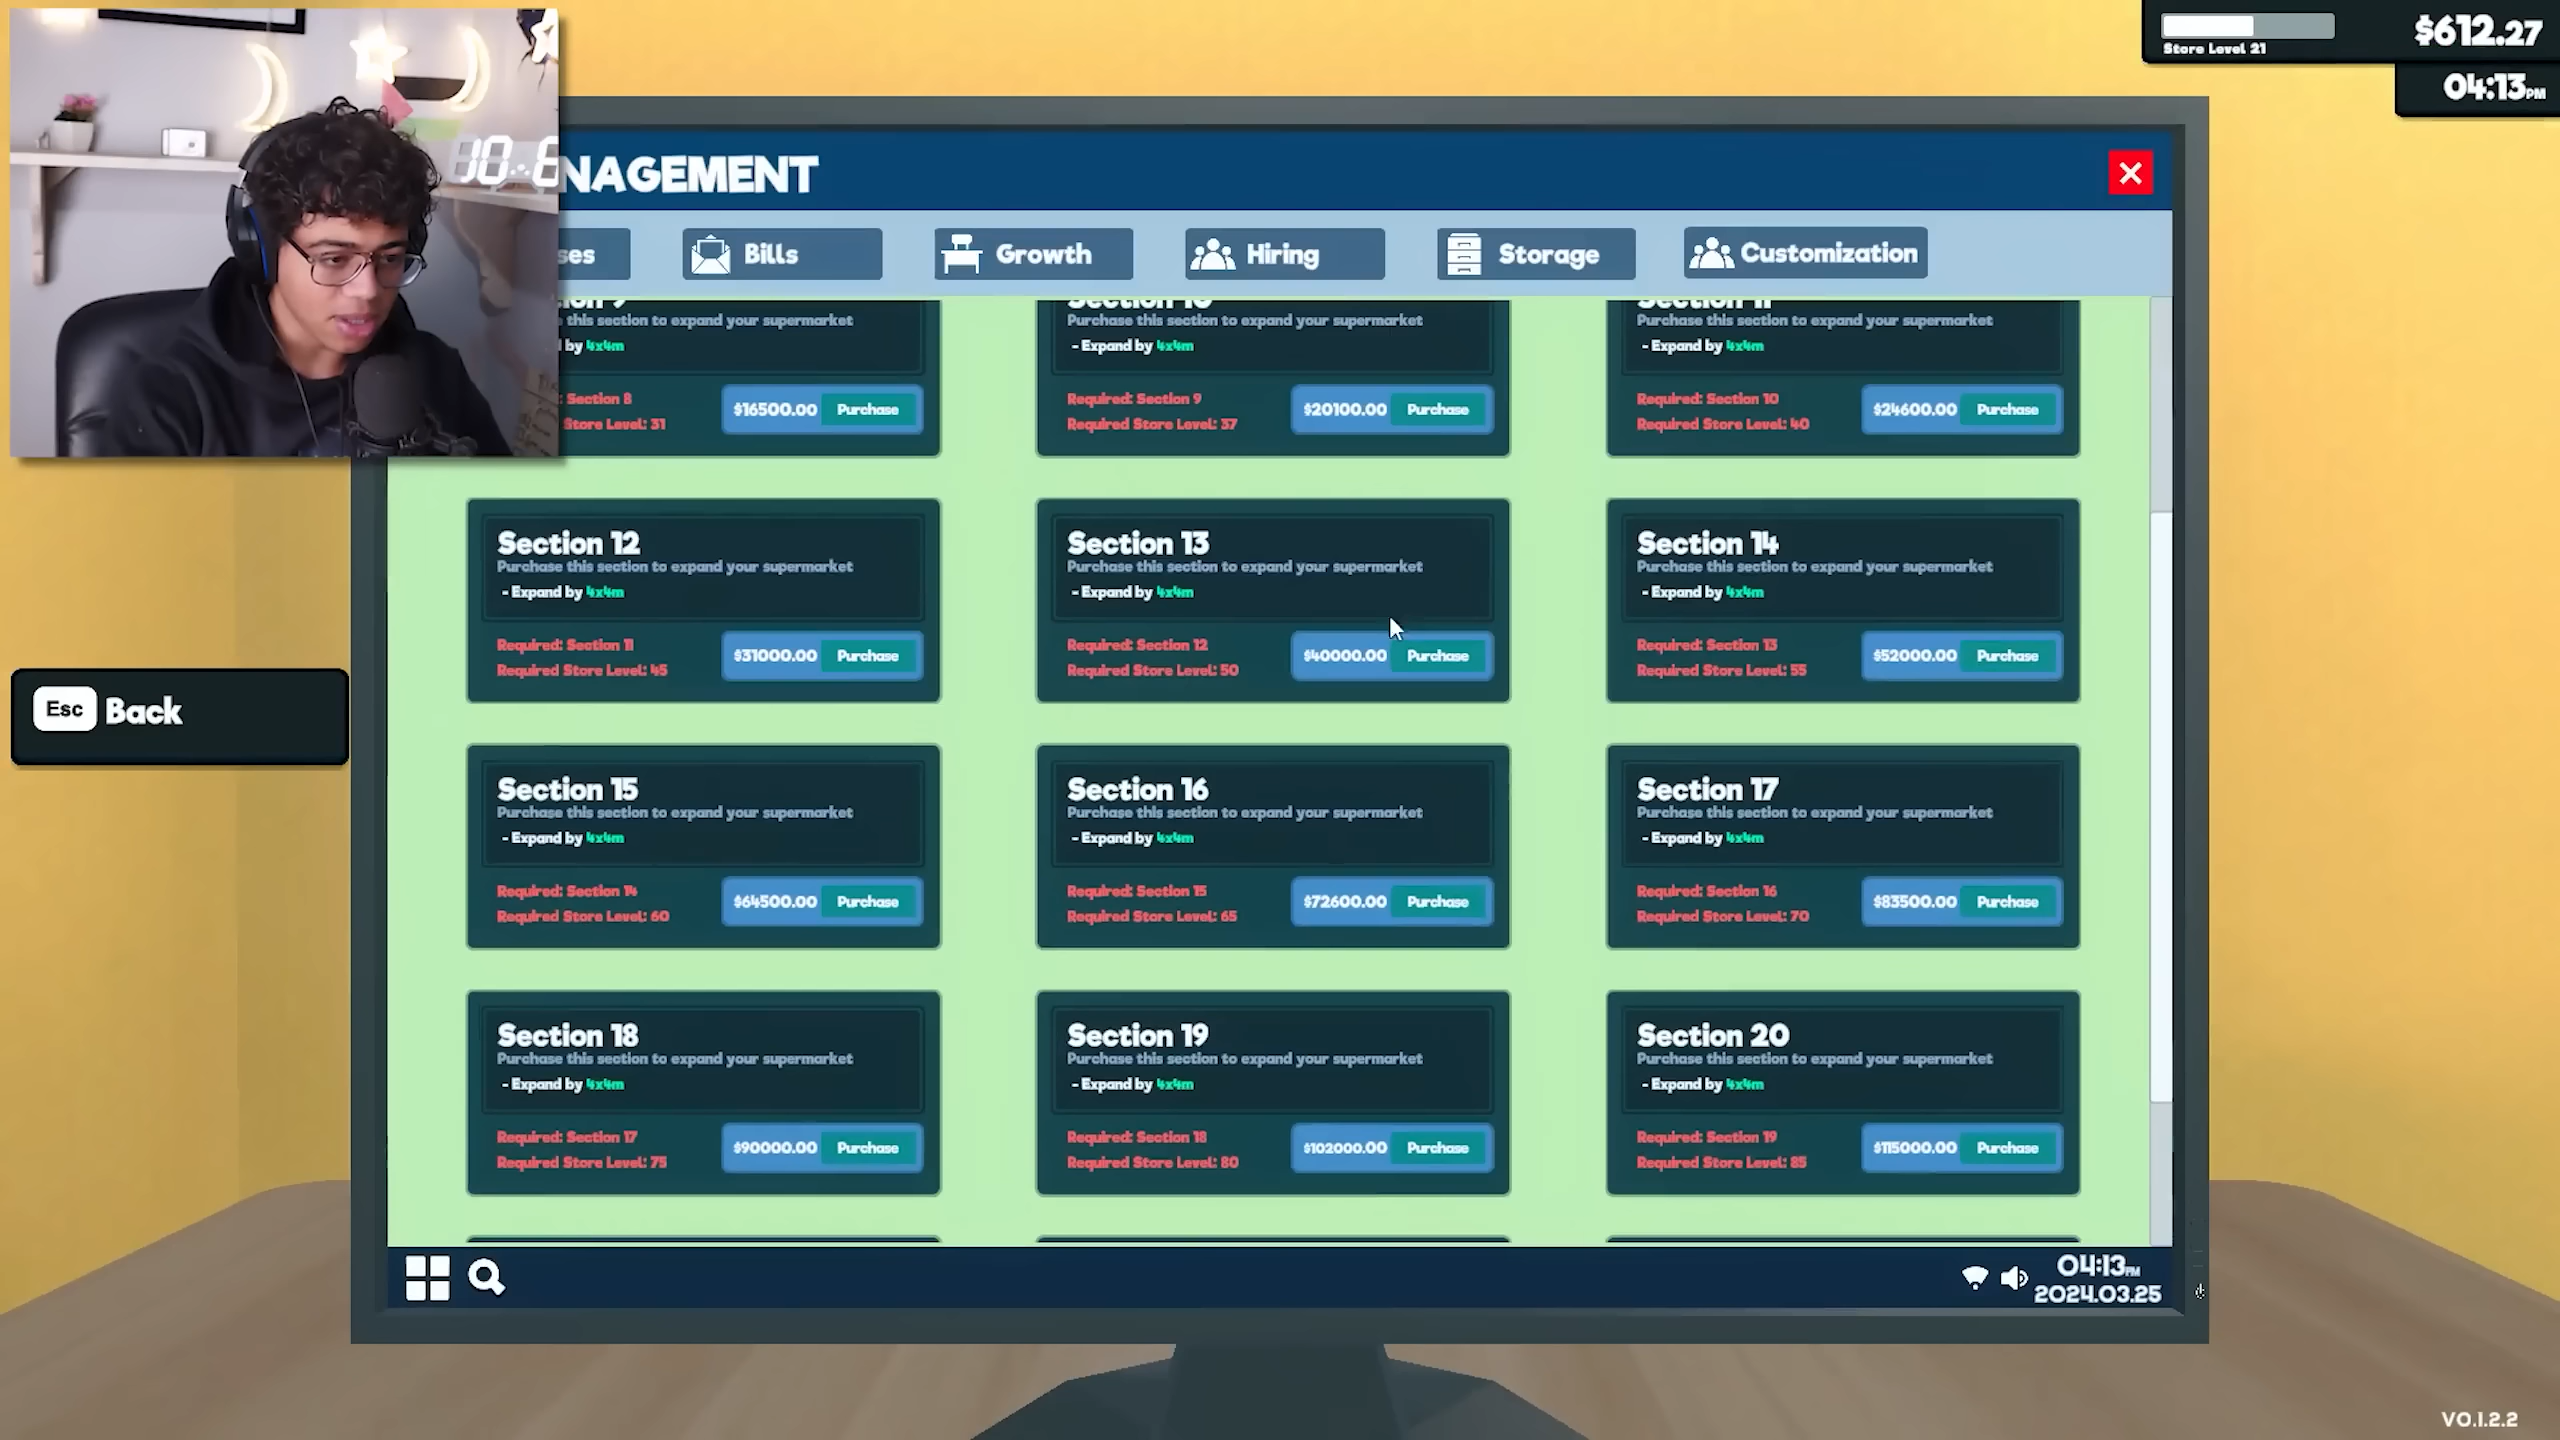 $612.27
Store Level 21
04:13PM
NAGEMENT
ses
Bills
Growth
Hiring
Storage
Customization
this section to expand your supermarket
by 4x4m
Section 8
Store Level: 31
$16500.00 Purchase
Section 10
Purchase this section to expand your supermarket
- Expand by 4x4m
Required: Section 9
Required Store Level: 37
$20100.00 Purchase
Section 11
Purchase this section to expand your supermarket
- Expand by 4x4m
Required: Section 10
Required Store Level: 40
$24600.00 Purchase
Section 12
Purchase this section to expand your supermarket
- Expand by 4x4m
Required: Section 11
Required Store Level: 45
$31000.00 Purchase
Section 13
Purchase this section to expand your supermarket
- Expand by 4x4m
Required: Section 12
Required Store Level: 50
$40000.00 Purchase
Section 14
Purchase this section to expand your supermarket
- Expand by 4x4m
Required: Section 13
Required Store Level: 55
$52000.00 Purchase
Esc Back
Section 15
Purchase this section to expand your supermarket
- Expand by 4x4m
Required: Section 14
Required Store Level: 60
$64500.00 Purchase
Section 16
Purchase this section to expand your supermarket
- Expand by 4x4m
Required: Section 15
Required Store Level: 65
$72600.00 Purchase
Section 17
Purchase this section to expand your supermarket
- Expand by 4x4m
Required: Section 16
Required Store Level: 70
$83500.00 Purchase
Section 18
Purchase this section to expand your supermarket
- Expand by 4x4m
Required: Section 17
Required Store Level: 75
$90000.00 Purchase
Section 19
Purchase this section to expand your supermarket
- Expand by 4x4m
Required: Section 18
Required Store Level: 80
$102000.00 Purchase
Section 20
Purchase this section to expand your supermarket
- Expand by 4x4m
Required: Section 19
Required Store Level: 85
$115000.00 Purchase
04:13PM
2024.03.25
V0.1.2.2